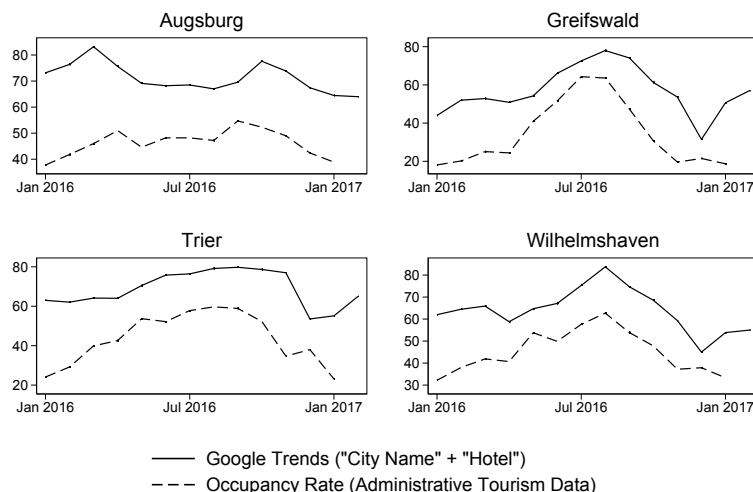 Augsburg
80
70
60
50
40
Jan 2016 Jul 2016 Jan 2017
Greifswald
80
60
40
20
Jan 2016 Jul 2016 Jan 2017
Trier
80
60
40
20
Jan 2016 Jul 2016 Jan 2017
Wilhelmshaven
80
70
60
50
40
30
Jan 2016 Jul 2016 Jan 2017
Google Trends ("City Name" + "Hotel")
Occupancy Rate (Administrative Tourism Data)